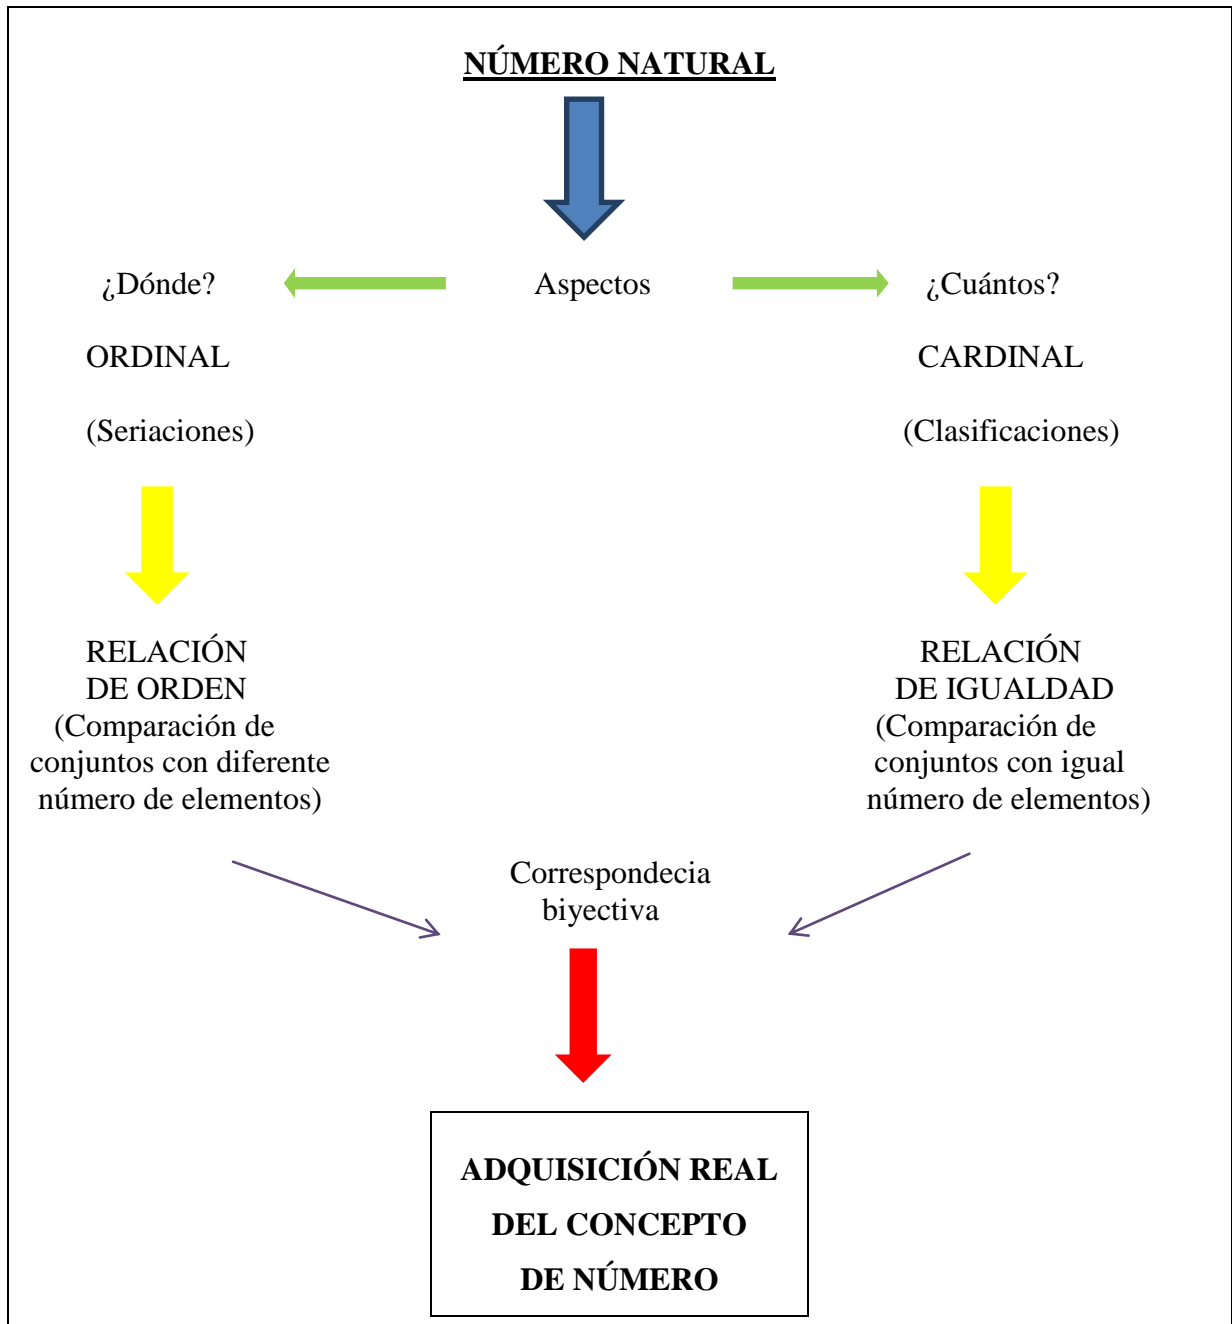 NÚMERO NATURAL
¿Dónde?
Aspectos
¿Cuántos?
ORDINAL
CARDINAL
(Seriaciones)
(Clasificaciones)
RELACIÓN
DE ORDEN
(Comparación de
conjuntos con diferente
número de elementos)
RELACIÓN
DE IGUALDAD
(Comparación de
conjuntos con igual
número de elementos)
Correspondecia
biyectiva
ADQUISICIÓN REAL
DEL CONCEPTO
DE NÚMERO